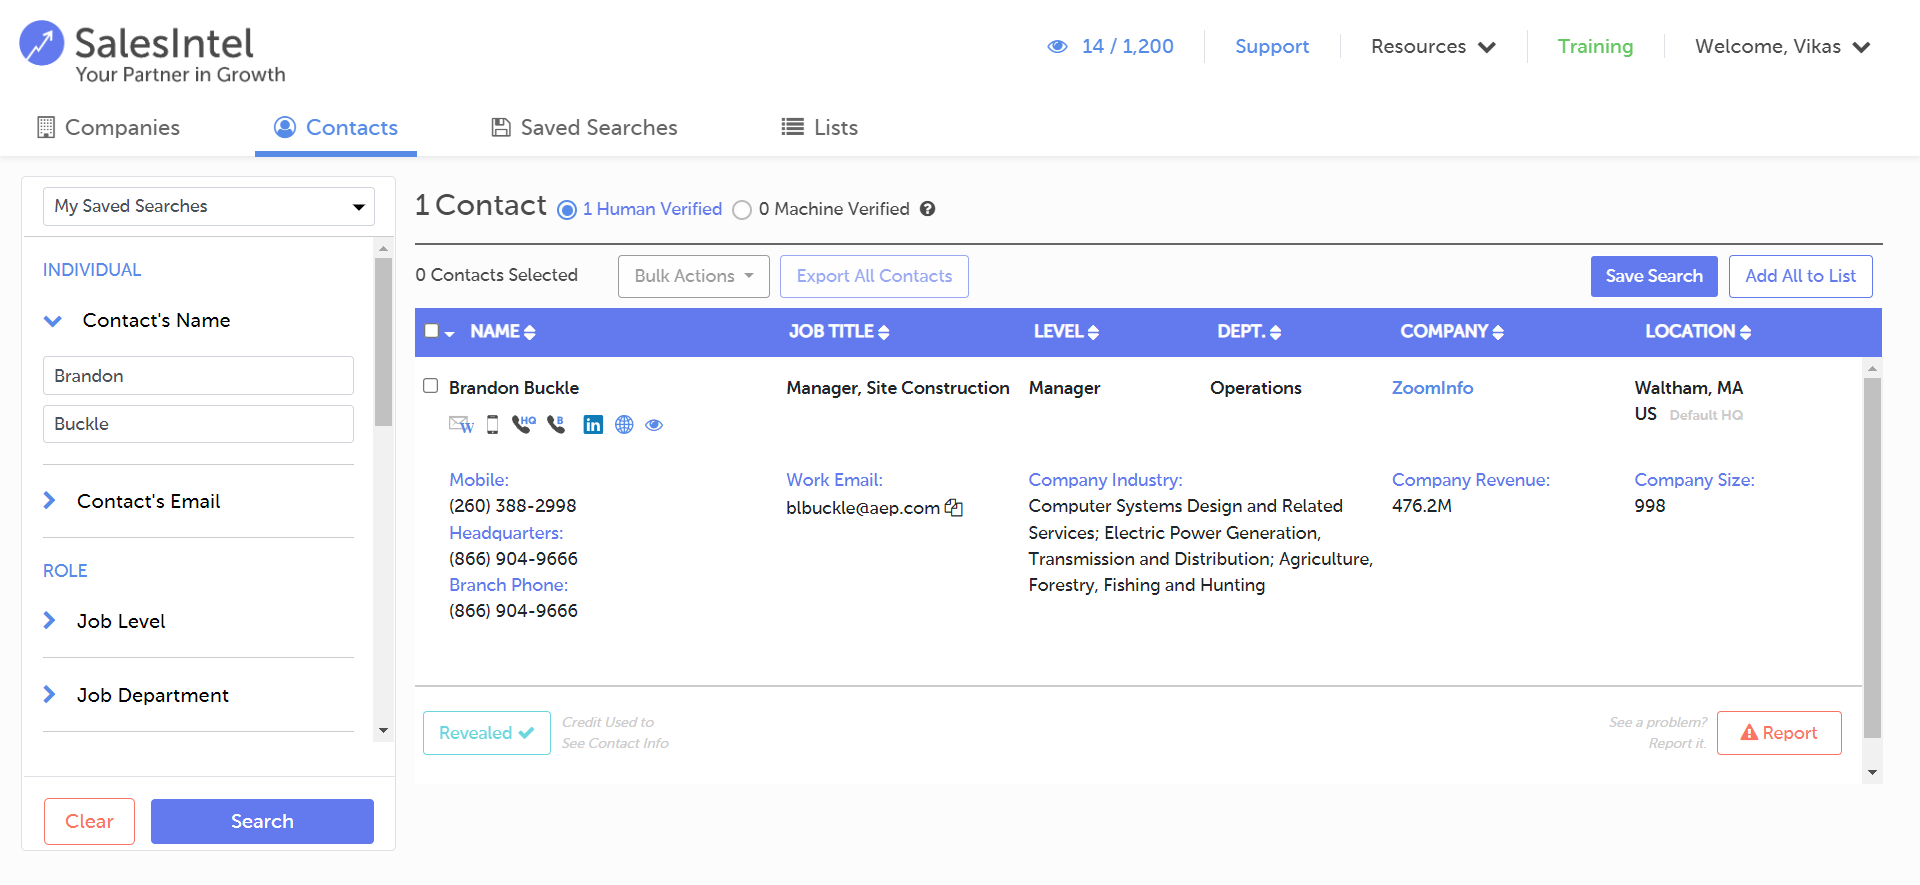 SalesIntel
Your Partner in Growth
14 / 1,200
Support
Resources
Training
Welcome, Vikas
Companies
Contacts
Saved Searches
Lists
My Saved Searches
INDIVIDUAL
Contact's Name
Brandon
Buckle
Contact's Email
ROLE
Job Level
Job Department
Clear
Search
1 Contact
1 Human Verified
0 Machine Verified
?
0 Contacts Selected
Bulk Actions
Export All Contacts
Save Search
Add All to List
NAME
JOB TITLE
LEVEL
DEPT.
COMPANY
LOCATION
Brandon Buckle
Manager, Site Construction
Manager
Operations
ZoomInfo
Waltham, MA
US Default HQ
W
HQ
B
in
Mobile:
(260) 388-2998
Headquarters:
(866) 904-9666
Branch Phone:
(866) 904-9666
Work Email:
blbuckle@aep.com
Company Industry:
Computer Systems Design and Related
Services; Electric Power Generation,
Transmission and Distribution; Agriculture,
Forestry, Fishing and Hunting
Company Revenue:
476.2M
Company Size:
998
Revealed
Credit Used to
See Contact Info
See a problem?
Report it.
Report